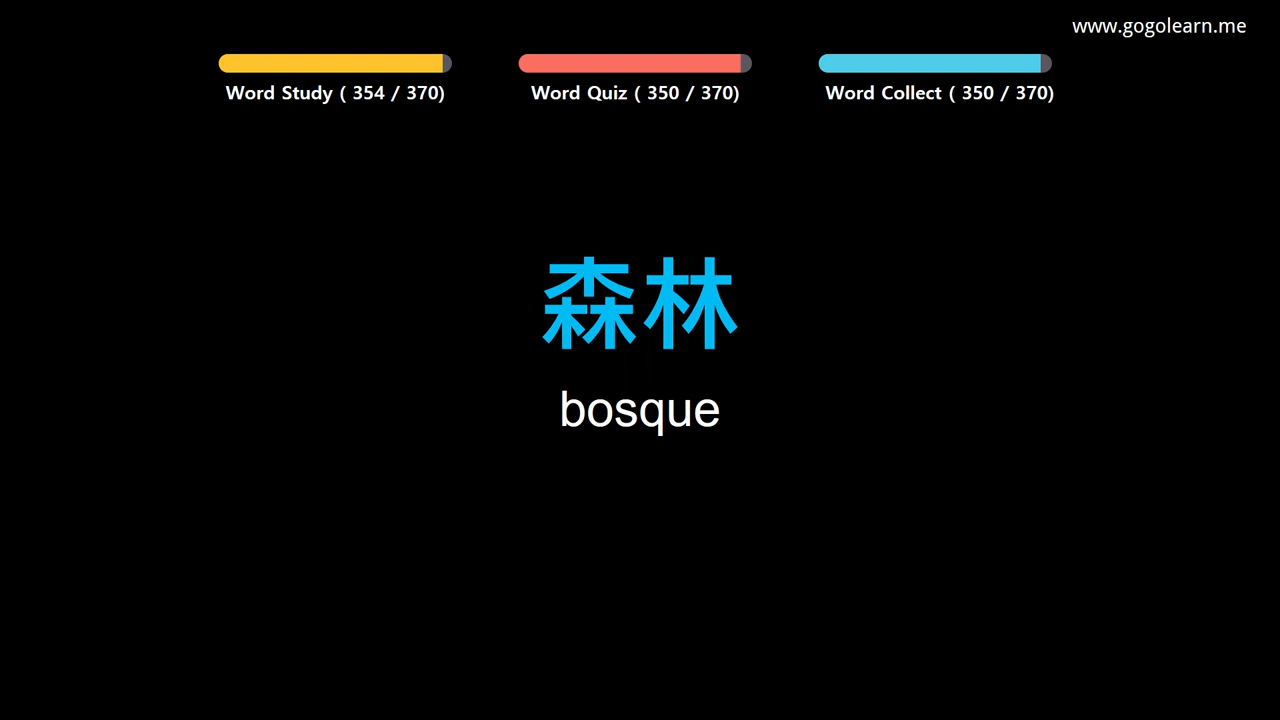 www.gogolearn.me
Word Study ( 354 / 370)
Word Quiz ( 350 / 370)
Word Collect ( 350 / 370)
森林
bosque